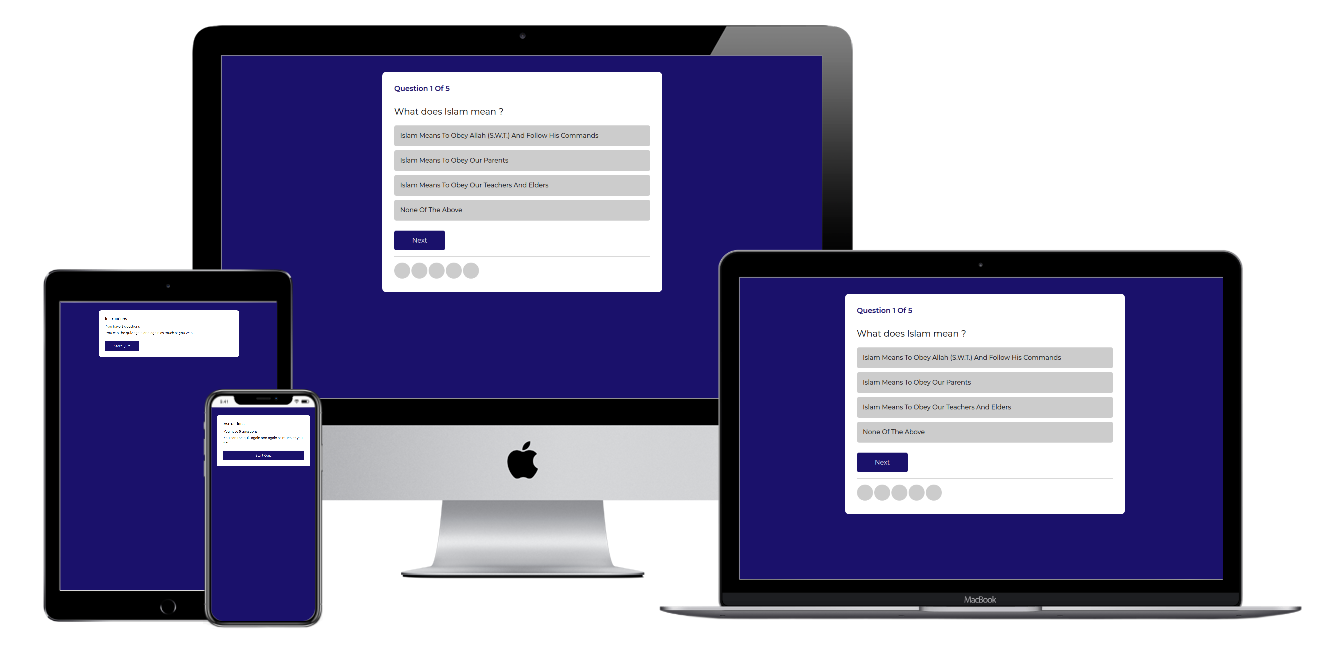 Question 1 Of 5
What does Islam mean ?
Islam Means To Obey Allah (S.W.T.) And Follow His Commands
Islam Means To Obey Our Parents
Islam Means To Obey Our Teachers And Elders
None Of The Above
Next
Question 1 Of 5
What does Islam mean ?
Islam Means To Obey Allah (S.W.T.) And Follow His Commands
Islam Means To Obey Our Parents
Islam Means To Obey Our Teachers And Elders
None Of The Above
Next
MacBook